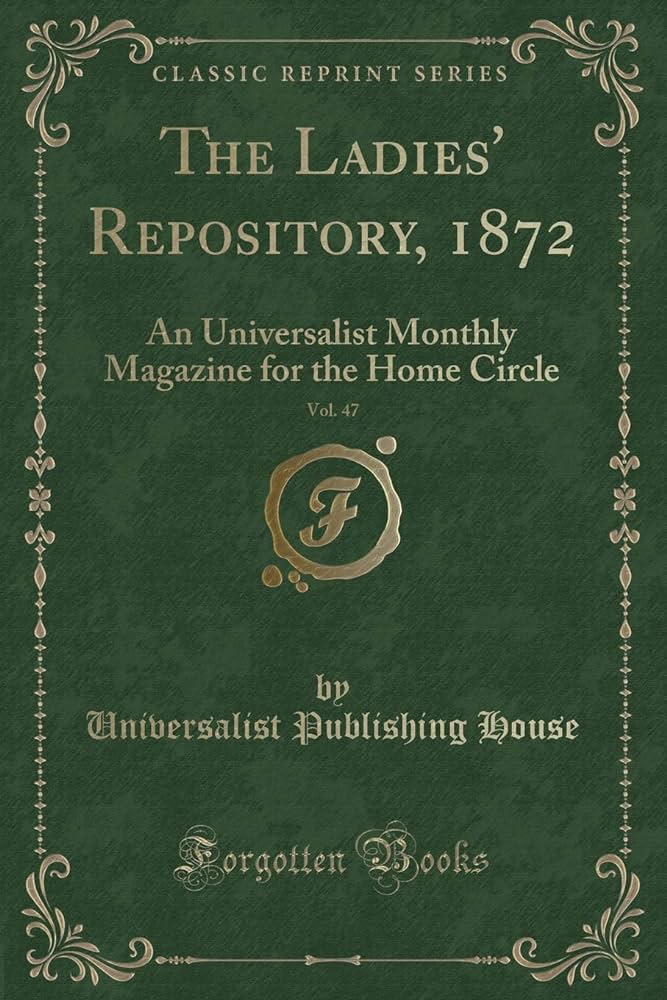 CLASSIC REPRINT SERIES
THE LADIES’
REPOSITORY, 1872
An Universalist Monthly
Magazine for the Home Circle
Vol. 47
F
by
Universalist Publishing House
Forgotten Books